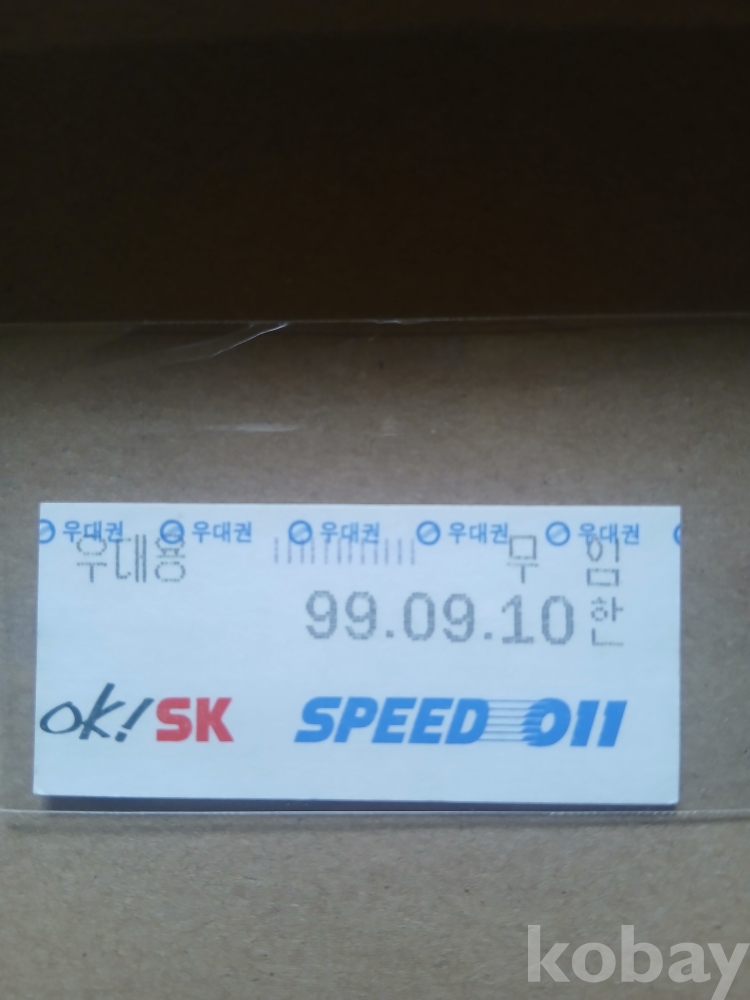 우대권 우대권 우대권 우대권 우대권
우대용 무 임
99.09.10 한
ok! SK SPEED 011
kobay